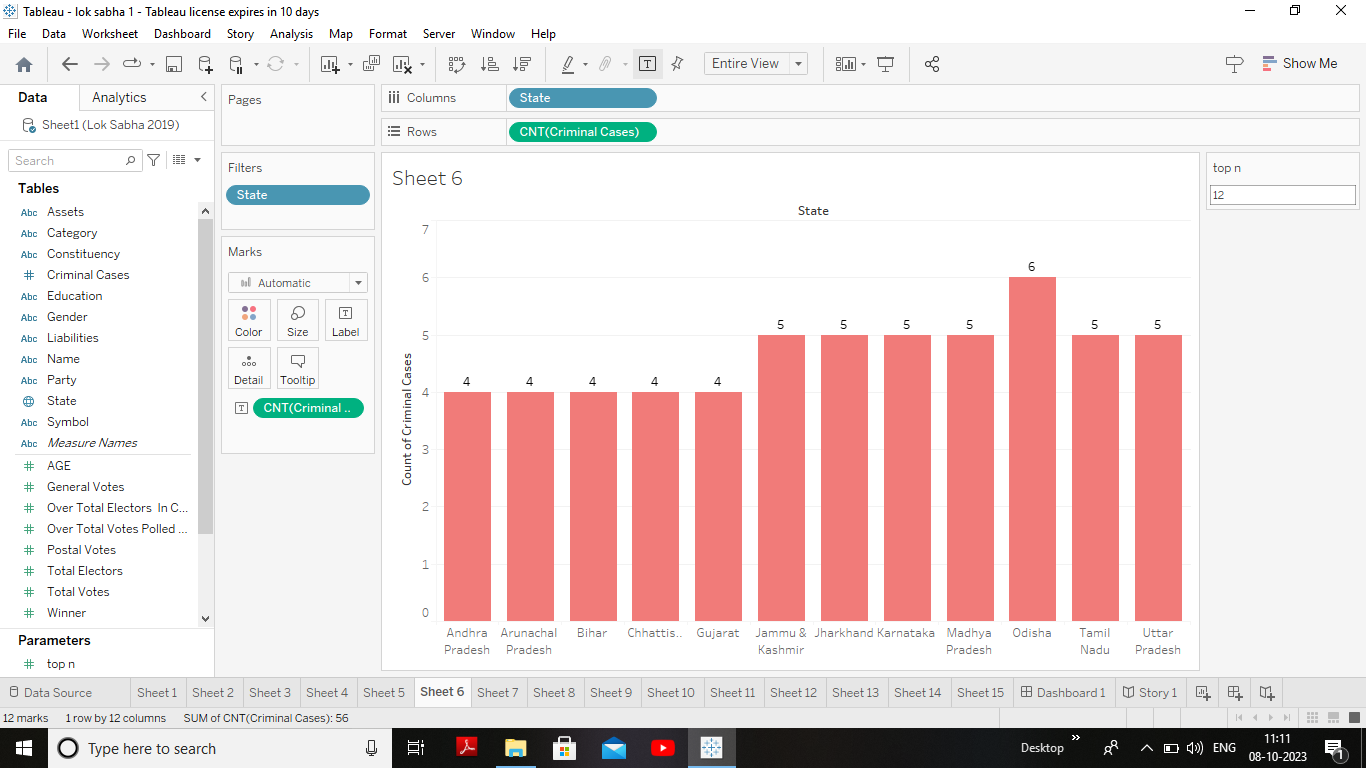 Tableau - lok sabha 1 - Tableau license expires in 10 days
File Data Worksheet Dashboard Story Analysis Map Format Server Window Help
Entire View
Show Me
Data Analytics
Sheet1 (Lok Sabha 2019)
Search
Tables
Abc Assets
Abc Category
Abc Constituency
# Criminal Cases
Abc Education
Abc Gender
Abc Liabilities
Abc Name
Abc Party
State
Abc Symbol
Abc Measure Names
# AGE
# General Votes
# Over Total Electors In C...
# Over Total Votes Polled ...
# Postal Votes
# Total Electors
# Total Votes
# Winner
Parameters
# top n
Pages
Filters
State
Marks
Automatic
Color Size Label
Detail Tooltip
CNT(Criminal ..
Columns State
Rows CNT(Criminal Cases)
Sheet 6
State
Count of Criminal Cases
7
6
5
4
3
2
1
0
4 4 4 4 4 5 5 5 5 6 5 5
Andhra Pradesh
Arunachal Pradesh
Bihar
Chhattis..
Gujarat
Jammu & Kashmir
Jharkhand
Karnataka
Madhya Pradesh
Odisha
Tamil Nadu
Uttar Pradesh
top n
12
Data Source Sheet 1 Sheet 2 Sheet 3 Sheet 4 Sheet 5 Sheet 6 Sheet 7 Sheet 8 Sheet 9 Sheet 10 Sheet 11 Sheet 12 Sheet 13 Sheet 14 Sheet 15 Dashboard 1 Story 1
12 marks 1 row by 12 columns SUM of CNT(Criminal Cases): 56
Type here to search
Desktop
ENG
11:11
08-10-2023
1